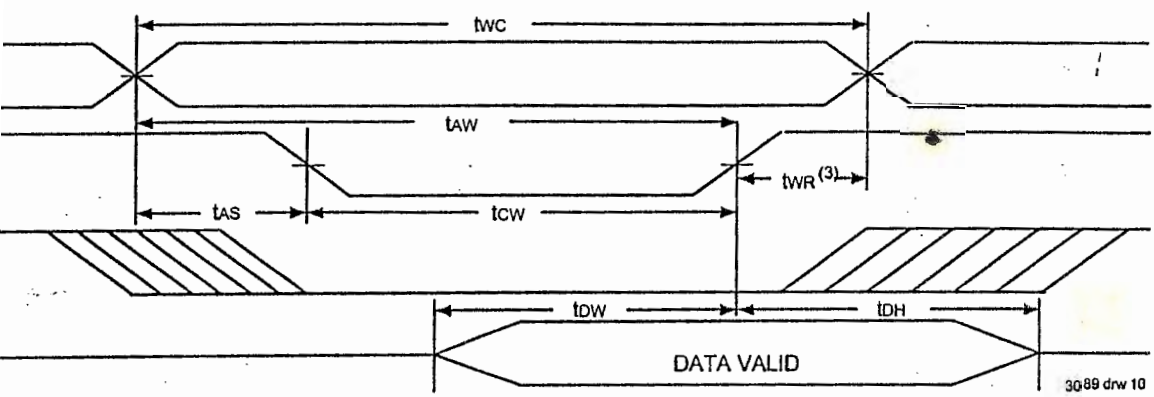 tWC
tAW
tWR (3)
tAS
tCW
tDW
tDH
DATA VALID
3089 drw 10